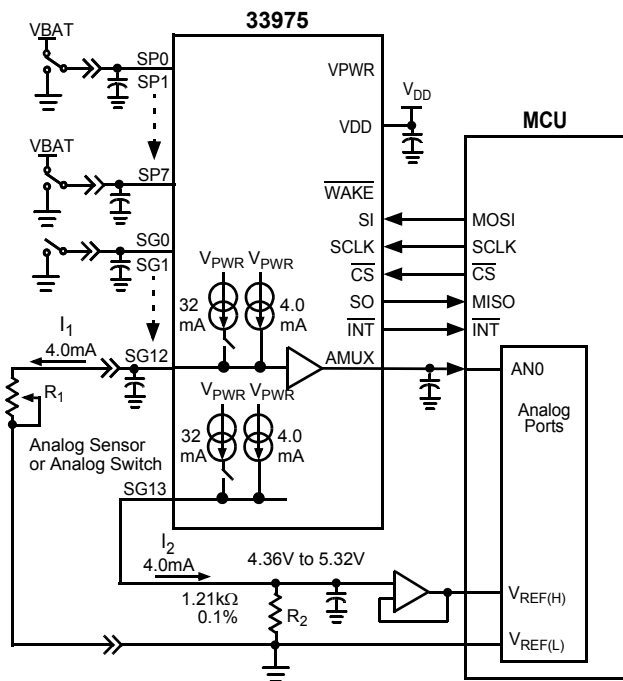 33975
VBAT
SP0
SP1
VPWR
VDD
VDD
MCU
VBAT
SP7
WAKE
SI
MOSI
SG0
SCLK
SCLK
SG1
VPWR VPWR
CS
CS
SO
MISO
32
mA
4.0
mA
INT
INT
I1
4.0mA
SG12
AMUX
AN0
R1
VPWR VPWR
Analog
Ports
32
mA
4.0
mA
Analog Sensor
or Analog Switch
SG13
I2
4.0mA
4.36V to 5.32V
1.21kΩ
0.1%
R2
VREF(H)
VREF(L)